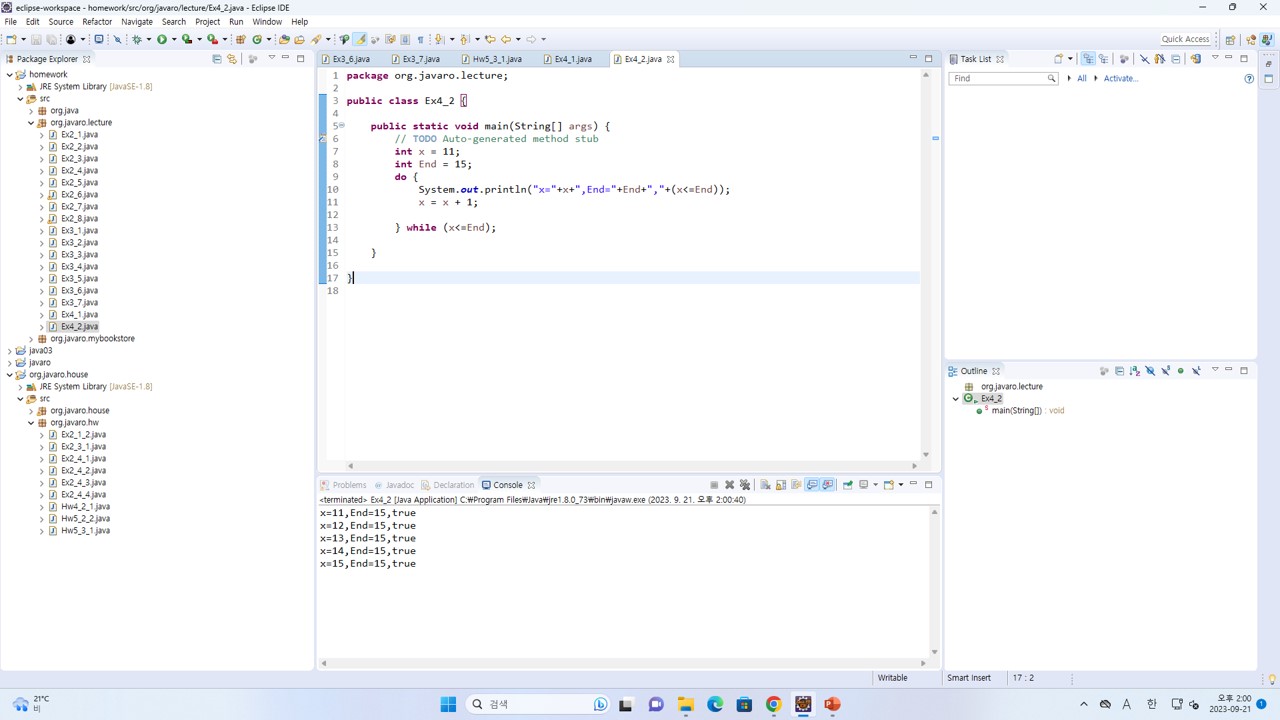 eclipse-workspace - homework/src/org/javaro/lecture/Ex4_2.java - Eclipse IDE
File Edit Source Refactor Navigate Search Project Run Window Help
Quick Access
Package Explorer
homework
JRE System Library [JavaSE-1.8]
src
org.java
org.javaro.lecture
Ex2_1.java
Ex2_2.java
Ex2_3.java
Ex2_4.java
Ex2_5.java
Ex2_6.java
Ex2_7.java
Ex2_8.java
Ex3_1.java
Ex3_2.java
Ex3_3.java
Ex3_4.java
Ex3_5.java
Ex3_6.java
Ex3_7.java
Ex4_1.java
Ex4_2.java
org.javaro.mybookstore
java03
javaro
org.javaro.house
JRE System Library [JavaSE-1.8]
src
org.javaro.house
org.javaro.hw
Ex2_1_2.java
Ex2_3_1.java
Ex2_4_1.java
Ex2_4_2.java
Ex2_4_3.java
Ex2_4_4.java
Hw4_2_1.java
Hw5_2_2.java
Hw5_3_1.java
Ex3_6.java Ex3_7.java Hw5_3_1.java Ex4_1.java Ex4_2.java
1 package org.javaro.lecture;
2
3 public class Ex4_2 {
4
5 public static void main(String[] args) {
6 // TODO Auto-generated method stub
7 int x = 11;
8 int End = 15;
9 do {
10 System.out.println("x="+x+",End="+End+","+(x<=End));
11 x = x + 1;
12
13 } while (x<=End);
14
15 }
16
17 }
18
Problems Javadoc Declaration Console
<terminated> Ex4_2 [Java Application] C:₩Program Files₩Java₩jre1.8.0_73₩bin₩javaw.exe (2023. 9. 21. 오후 2:00:40)
x=11,End=15,true
x=12,End=15,true
x=13,End=15,true
x=14,End=15,true
x=15,End=15,true
Task List
Find All Activate...
Outline
org.javaro.lecture
Ex4_2
main(String[]) : void
Writable Smart Insert 17 : 2
21°C
비
검색
A 한
오후 2:00
2023-09-21
1